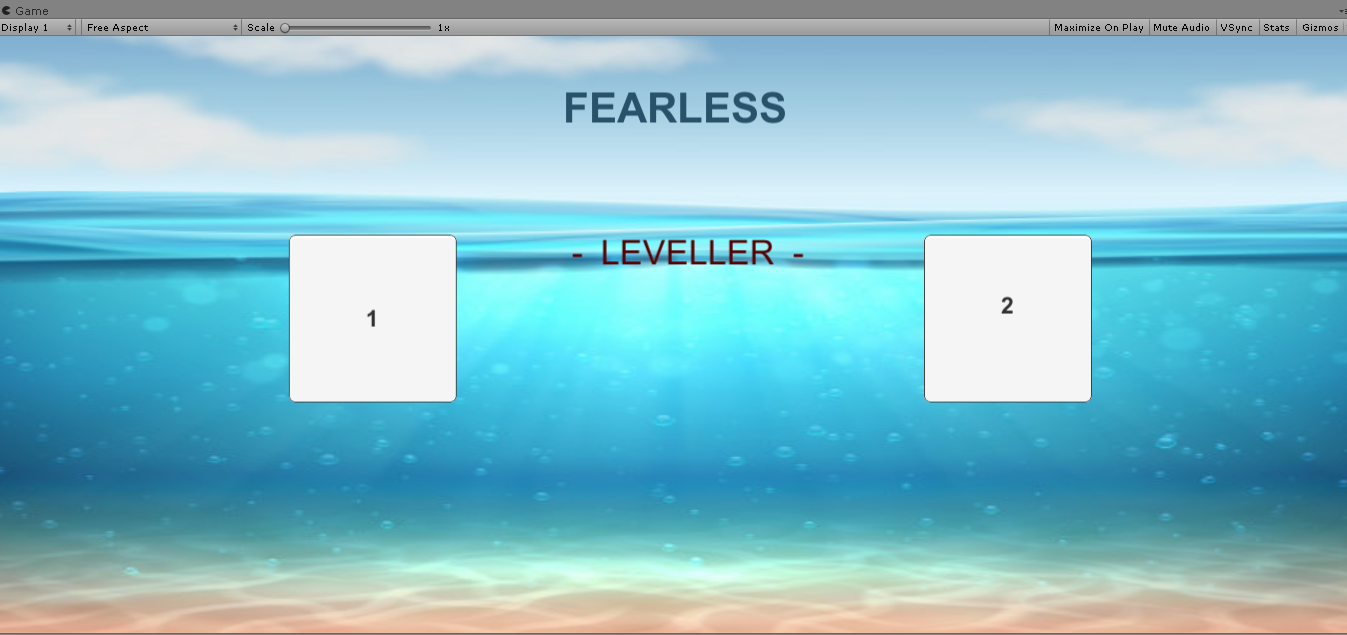 Game
Display 1 Free Aspect Scale 1x Maximize On Play Mute Audio VSync Stats Gizmos
FEARLESS
- LEVELLER -
1
2